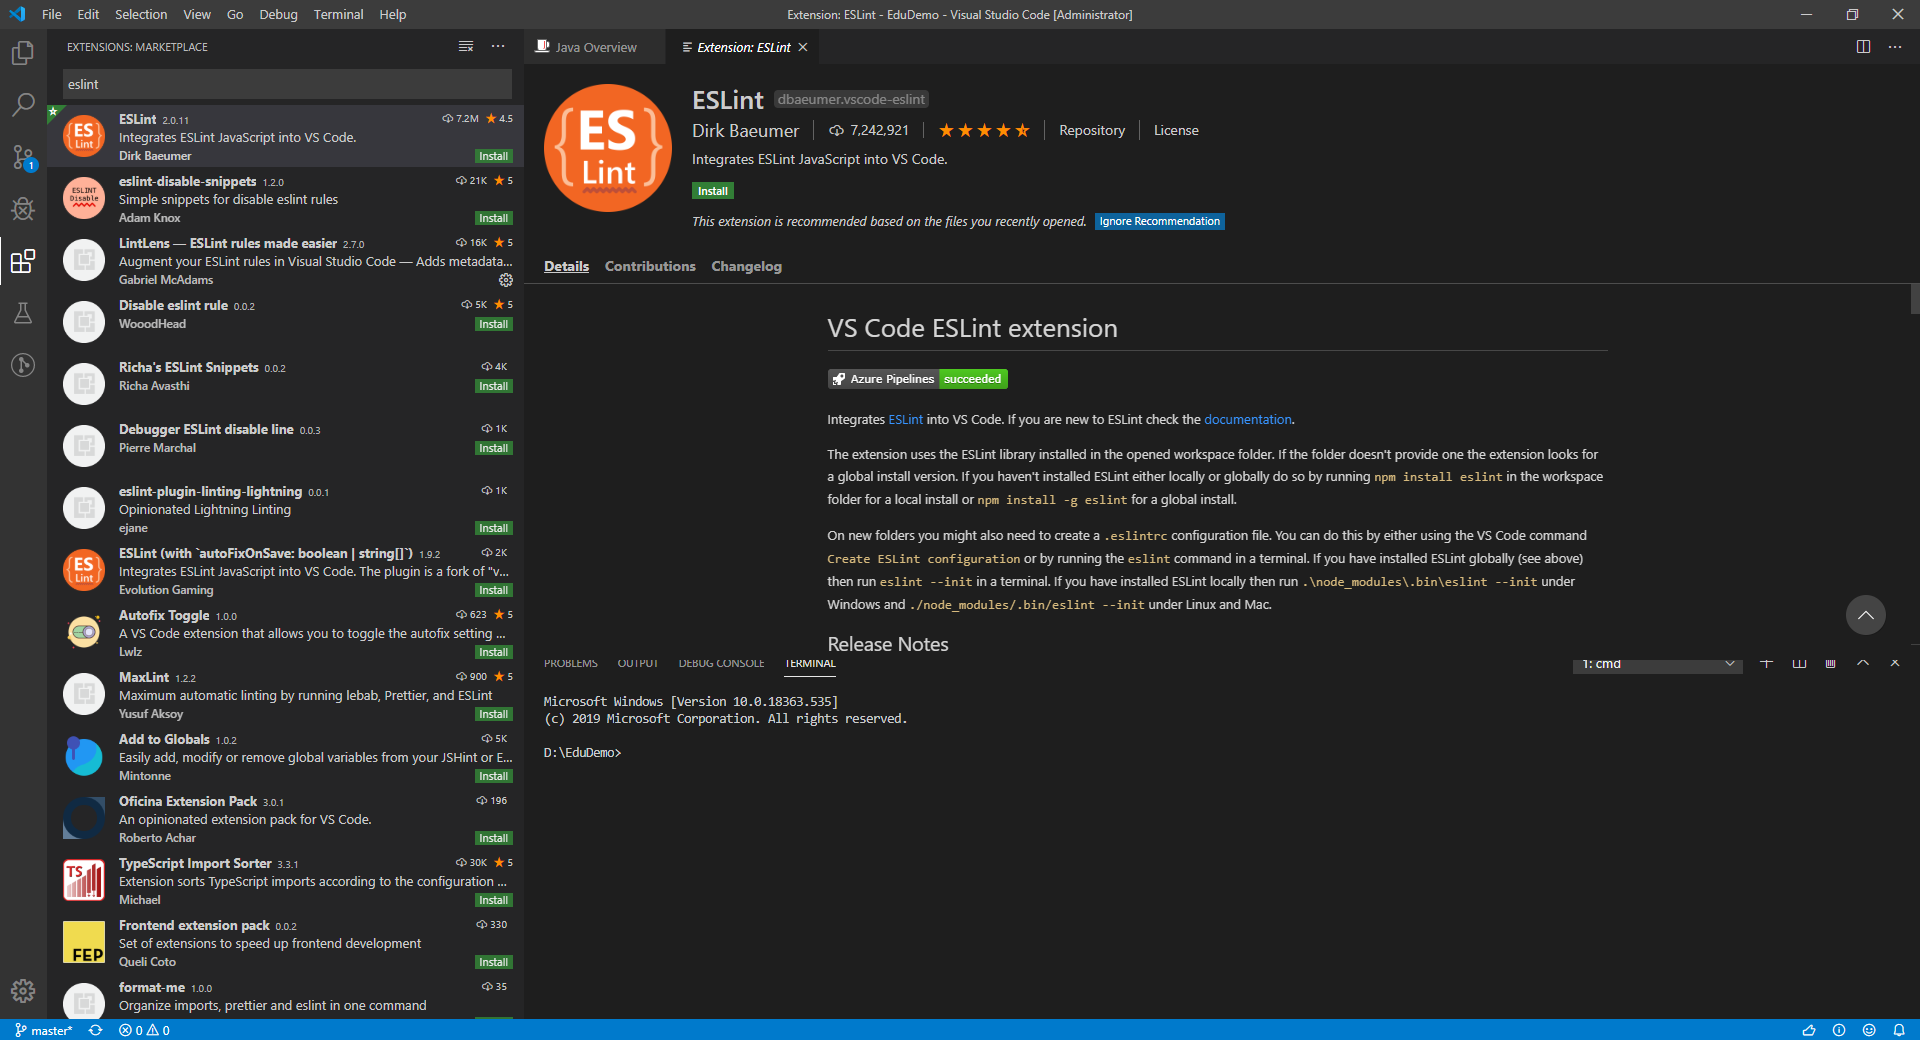 File Edit Selection View Go Debug Terminal Help
Extension: ESLint - EduDemo - Visual Studio Code [Administrator]
EXTENSIONS: MARKETPLACE
eslint
ESLint 2.0.11 7.2M 4.5
Integrates ESLint JavaScript into VS Code.
Dirk Baeumer Install
eslint-disable-snippets 1.2.0 21K 5
Simple snippets for disable eslint rules
Adam Knox Install
LintLens — ESLint rules made easier 2.7.0 16K 5
Augment your ESLint rules in Visual Studio Code — Adds metadata...
Gabriel McAdams
Disable eslint rule 0.0.2 5K 5
WooodHead Install
Richa's ESLint Snippets 0.0.2 4K
Richa Avasthi Install
Debugger ESLint disable line 0.0.3 1K
Pierre Marchal Install
eslint-plugin-linting-lightning 0.0.1 1K
Opinionated Lightning Linting
ejane Install
ESLint (with `autoFixOnSave: boolean | string[]`) 1.9.2 2K
Integrates ESLint JavaScript into VS Code. The plugin is a fork of "v...
Evolution Gaming Install
Autofix Toggle 1.0.0 623 5
A VS Code extension that allows you to toggle the autofix setting ...
Lwlz Install
MaxLint 1.2.2 900 5
Maximum automatic linting by running lebab, Prettier, and ESLint
Yusuf Aksoy Install
Add to Globals 1.0.2 5K
Easily add, modify or remove global variables from your JSHint or E...
Mintonne Install
Oficina Extension Pack 3.0.1 196
An opinionated extension pack for VS Code.
Roberto Achar Install
TypeScript Import Sorter 3.3.1 30K 5
Extension sorts TypeScript imports according to the configuration ...
Michael Install
Frontend extension pack 0.0.2 330
Set of extensions to speed up frontend development
Queli Coto Install
format-me 1.0.0 35
Organize imports, prettier and eslint in one command
ES
Lint
ESLINT
Disable
ES
Lint
TS
FEP
1
Java Overview Extension: ESLint
ES
Lint
ESLint dbaeumer.vscode-eslint
Dirk Baeumer 7,242,921 Repository License
Integrates ESLint JavaScript into VS Code.
Install
This extension is recommended based on the files you recently opened. Ignore Recommendation
Details Contributions Changelog
VS Code ESLint extension
Azure Pipelines succeeded
Integrates ESLint into VS Code. If you are new to ESLint check the documentation.
The extension uses the ESLint library installed in the opened workspace folder. If the folder doesn't provide one the extension looks for
a global install version. If you haven't installed ESLint either locally or globally do so by running npm install eslint in the workspace
folder for a local install or npm install -g eslint for a global install.
On new folders you might also need to create a .eslintrc configuration file. You can do this by either using the VS Code command
Create ESLint configuration or by running the eslint command in a terminal. If you have installed ESLint globally (see above)
then run eslint --init in a terminal. If you have installed ESLint locally then run .\node_modules\.bin\eslint --init under
Windows and ./node_modules/.bin/eslint --init under Linux and Mac.
Release Notes
PROBLEMS OUTPUT DEBUG CONSOLE TERMINAL 1: cmd
Microsoft Windows [Version 10.0.18363.535]
(c) 2019 Microsoft Corporation. All rights reserved.
D:\EduDemo>
master* 0 0